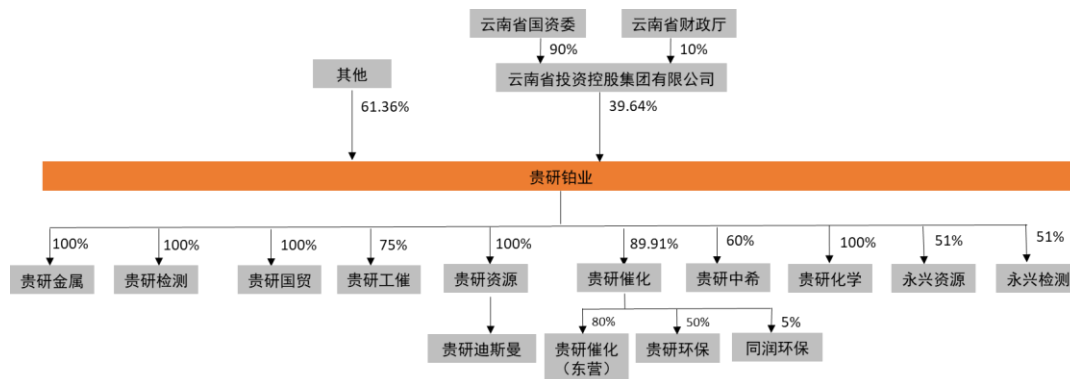 云南省国资委
云南省财政厅
90%
10%
其他
云南省投资控股集团有限公司
61.36%
39.64%
贵研铂业
100%
100%
100%
75%
100%
89.91%
60%
100%
51%
51%
贵研金属
贵研检测
贵研国贸
贵研工催
贵研资源
贵研催化
贵研中希
贵研化学
永兴资源
永兴检测
80%
50%
5%
贵研迪斯曼
贵研催化
（东营）
贵研环保
同润环保